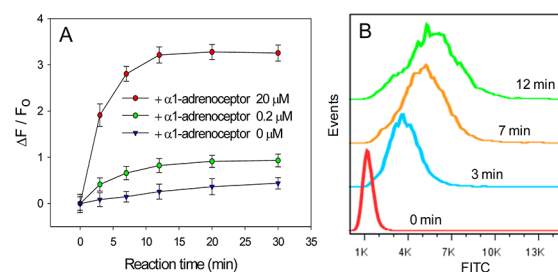 A
ΔF / Fo
4
3
2
1
0
+ α1-adrenoceptor 20 µM
+ α1-adrenoceptor 0.2 µM
+ α1-adrenoceptor 0 µM
0 5 10 15 20 25 30 35
Reaction time (min)
B
Events
12 min
7 min
3 min
0 min
1K 4K 7K 10K 13K
FITC